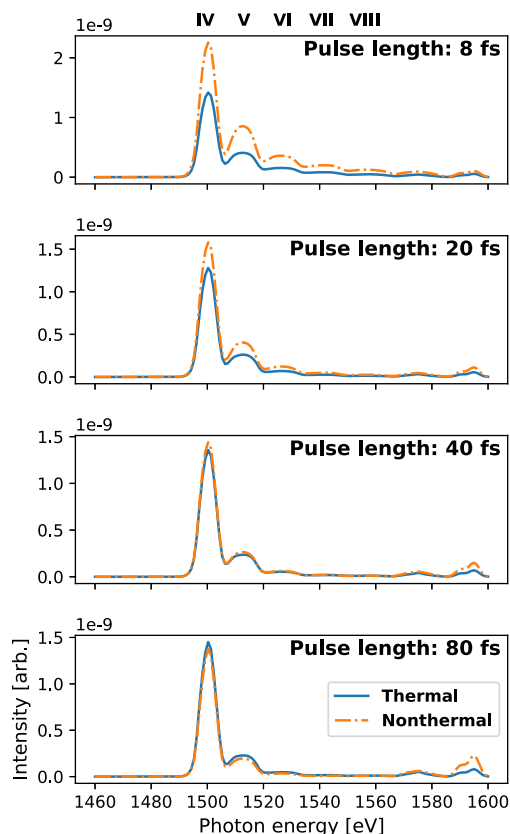 IV V VI VII VIII
1e-9
Pulse length: 8 fs
2
1
0
1e-9
Pulse length: 20 fs
1.5
1.0
0.5
0.0
1e-9
Pulse length: 40 fs
1.5
1.0
0.5
0.0
1e-9
Pulse length: 80 fs
1.5
1.0
0.5
0.0
Thermal
Nonthermal
Intensity [arb.]
1460 1480 1500 1520 1540 1560 1580 1600
Photon energy [eV]